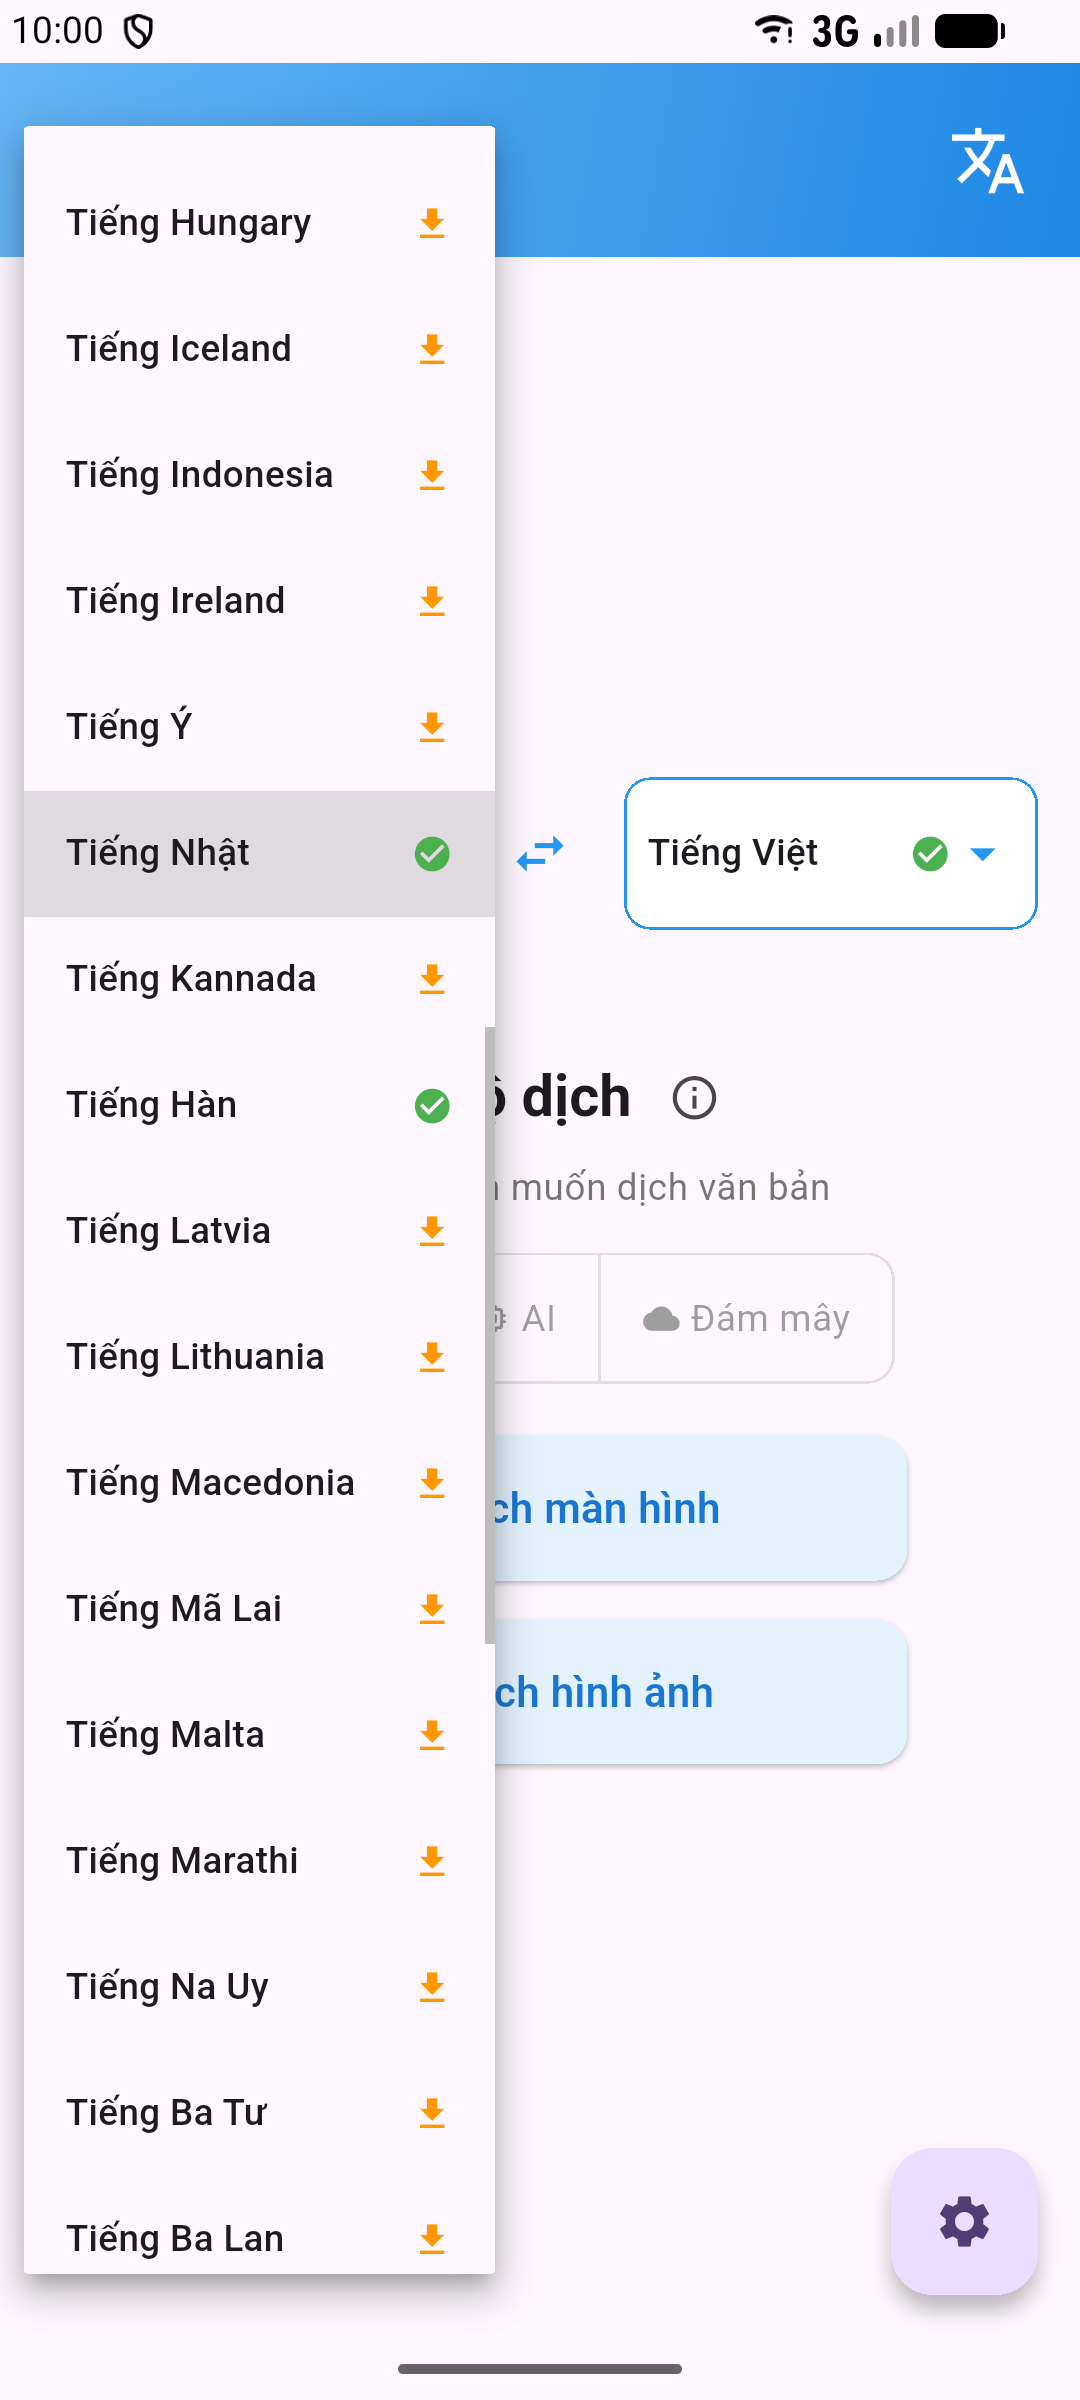 10:00
3G
Tiếng Hungary
Tiếng Iceland
Tiếng Indonesia
Tiếng Ireland
Tiếng Ý
Tiếng Nhật
Tiếng Việt
Tiếng Kannada
Tiếng Hàn
dịch
muốn dịch văn bản
Tiếng Latvia
AI
Đám mây
Tiếng Lithuania
Tiếng Macedonia
ch màn hình
Tiếng Mã Lai
ch hình ảnh
Tiếng Malta
Tiếng Marathi
Tiếng Na Uy
Tiếng Ba Tư
Tiếng Ba Lan